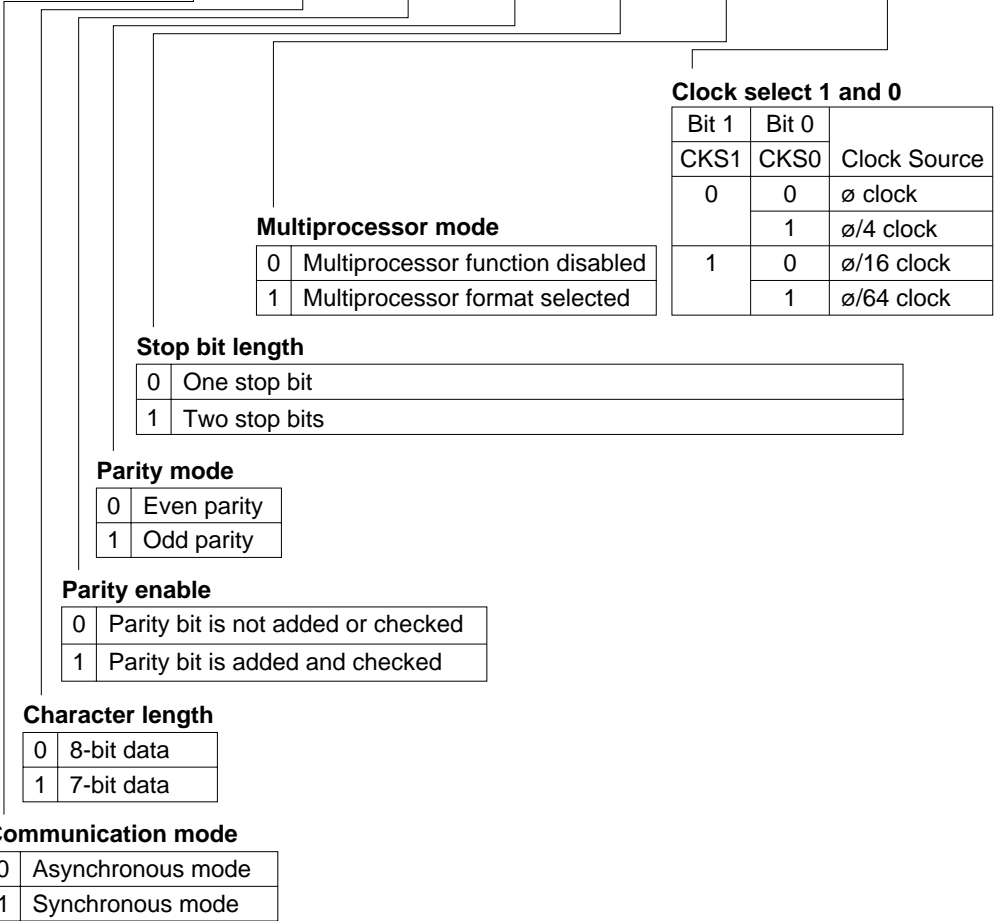 Clock select 1 and 0
Bit 1 Bit 0
CKS1 CKS0 Clock Source
0 0 ø clock
1 ø/4 clock
1 0 ø/16 clock
1 ø/64 clock
Multiprocessor mode
0 Multiprocessor function disabled
1 Multiprocessor format selected
Stop bit length
0 One stop bit
1 Two stop bits
Parity mode
0 Even parity
1 Odd parity
Parity enable
0 Parity bit is not added or checked
1 Parity bit is added and checked
Character length
0 8-bit data
1 7-bit data
Communication mode
0 Asynchronous mode
1 Synchronous mode